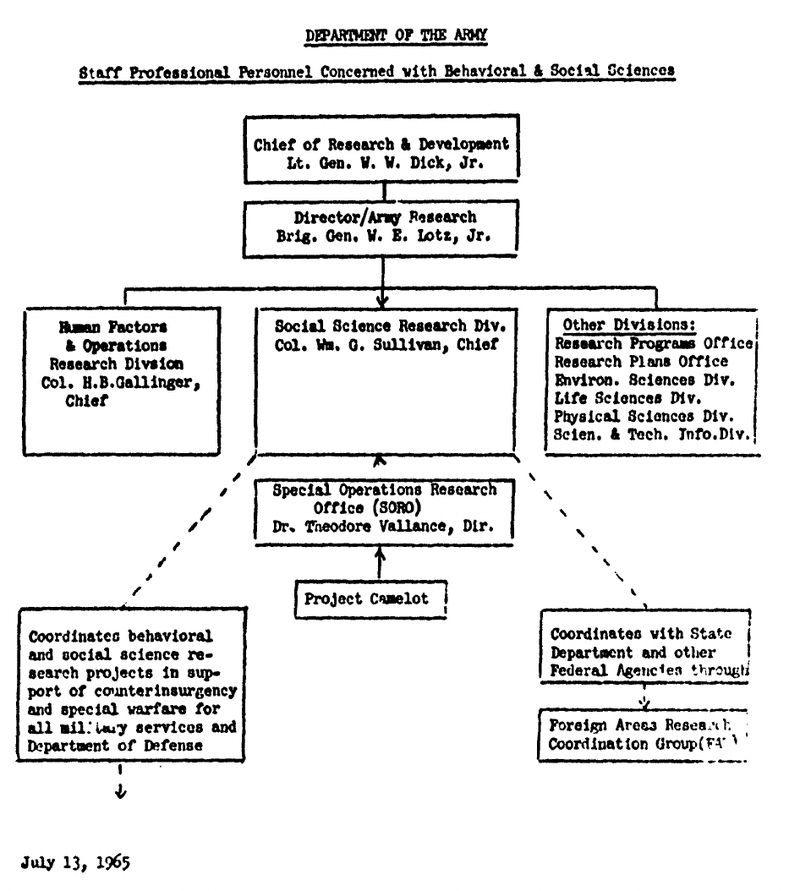 DEPARTMENT OF THE ARMY
Staff Professional Personnel Concerned with Behavioral & Social Sciences
Chief of Research & Development
Lt. Gen. W. W. Dick, Jr.
Director/Army Research
Brig. Gen. W. E. Lotz, Jr.
Human Factors
& Operations
Research Divsion
Col. H.B.Gallinger,
Chief
Social Science Research Div.
Col. Wm. G. Sullivan, Chief
Other Divisions:
Research Programs Office
Research Plans Office
Environ. Sciences Div.
Life Sciences Div.
Physical Sciences Div.
Scien. & Tech. Info.Div.
Special Operations Research
Office (SORO)
Dr. Theodore Vallance, Dir.
Project Camelot
Coordinates behavioral
and social science re-
search projects in sup-
port of counterinsurgency
and special warfare for
all military services and
Department of Defense
Coordinates with State
Department and other
Federal Agencies through
Foreign Areas Research
Coordination Group
July 13, 1965